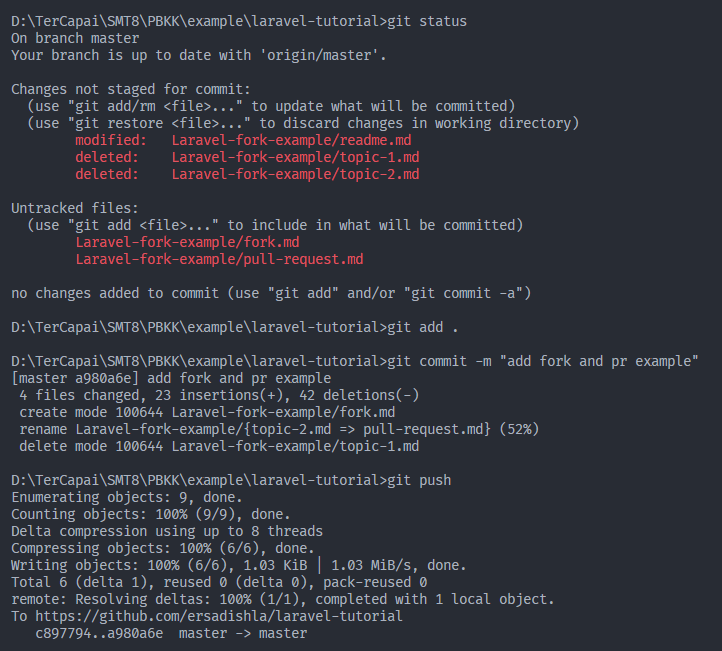 D:\TerCapai\SMT8\PBKK\example\laravel-tutorial>git status
On branch master
Your branch is up to date with 'origin/master'.

Changes not staged for commit:
  (use "git add/rm <file>..." to update what will be committed)
  (use "git restore <file>..." to discard changes in working directory)
        modified:   Laravel-fork-example/readme.md
        deleted:    Laravel-fork-example/topic-1.md
        deleted:    Laravel-fork-example/topic-2.md

Untracked files:
  (use "git add <file>..." to include in what will be committed)
        Laravel-fork-example/fork.md
        Laravel-fork-example/pull-request.md

no changes added to commit (use "git add" and/or "git commit -a")

D:\TerCapai\SMT8\PBKK\example\laravel-tutorial>git add .

D:\TerCapai\SMT8\PBKK\example\laravel-tutorial>git commit -m "add fork and pr example"
[master a980a6e] add fork and pr example
 4 files changed, 23 insertions(+), 42 deletions(-)
 create mode 100644 Laravel-fork-example/fork.md
 rename Laravel-fork-example/{topic-2.md => pull-request.md} (52%)
 delete mode 100644 Laravel-fork-example/topic-1.md

D:\TerCapai\SMT8\PBKK\example\laravel-tutorial>git push
Enumerating objects: 9, done.
Counting objects: 100% (9/9), done.
Delta compression using up to 8 threads
Compressing objects: 100% (6/6), done.
Writing objects: 100% (6/6), 1.03 KiB | 1.03 MiB/s, done.
Total 6 (delta 1), reused 0 (delta 0), pack-reused 0
remote: Resolving deltas: 100% (1/1), completed with 1 local object.
To https://github.com/ersadishla/laravel-tutorial
   c897794..a980a6e  master -> master